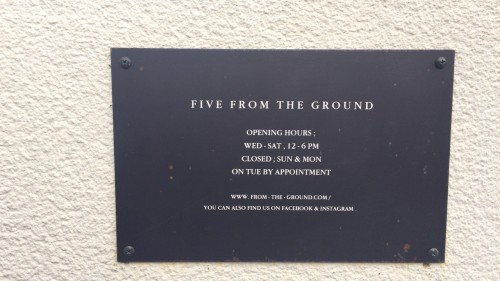 FIVE FROM THE GROUND
OPENING HOURS ;
WED - SAT , 12 - 6 PM
CLOSED ; SUN & MON
ON TUE BY APPOINTMENT
WWW. FROM - THE - GROUND.COM /
YOU CAN ALSO FIND US ON FACEBOOK & INSTAGRAM .